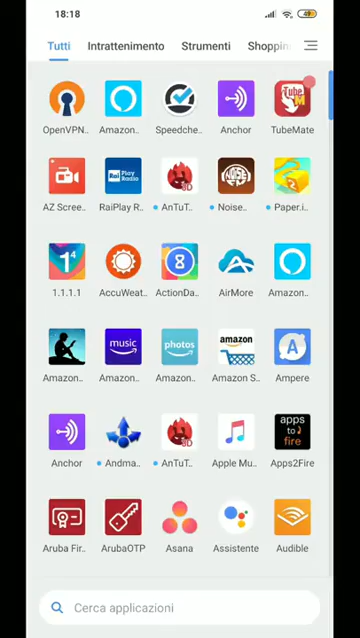 18:18
49
Tutti Intrattenimento Strumenti Shoppin
OpenVPN.. Amazon.. Speedche.. Anchor TubeMate
AZ Scree.. RaiPlay R.. AnTuT.. Noise.. Paper.i..
1.1.1.1 AccuWeat.. ActionDa.. AirMore Amazon..
Amazon.. Amazon.. Amazon.. Amazon S.. Ampere
Anchor Andma.. AnTuT.. Apple Mu.. Apps2Fire
Aruba Fir.. ArubaOTP Asana Assistente Audible
Cerca applicazioni